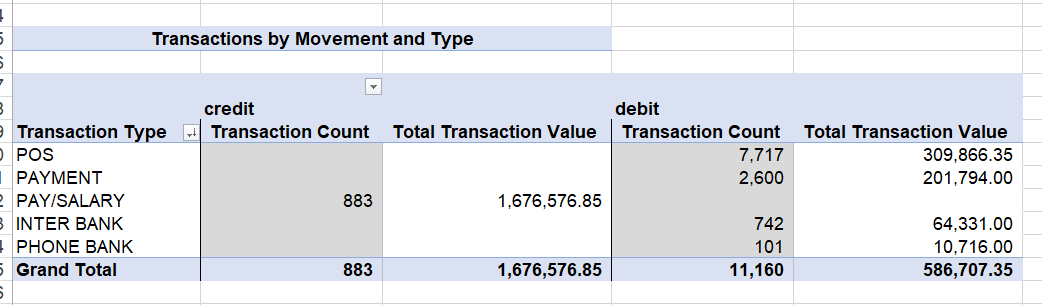 Transactions by Movement and Type
credit debit
Transaction Type Transaction Count Total Transaction Value Transaction Count Total Transaction Value
POS 7,717 309,866.35
PAYMENT 2,600 201,794.00
PAY/SALARY 883 1,676,576.85
INTER BANK 742 64,331.00
PHONE BANK 101 10,716.00
Grand Total 883 1,676,576.85 11,160 586,707.35